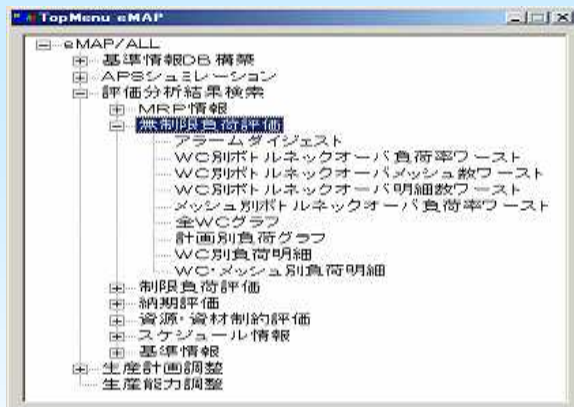 TopMenu eMAP
eMAP/ALL
基準情報DB構築
APSシュミレーション
評価分析結果検索
MRP情報
無制限負荷評価
アラームダイジェスト
WC別ボトルネックオーバ負荷率ワースト
WC別ボトルネックオーバメッシュ数ワースト
WC別ボトルネックオーバ明細数ワースト
メッシュ別ボトルネックオーバ負荷率ワースト
全WCグラフ
計画別負荷グラフ
WC別負荷明細
WC・メッシュ別負荷明細
制限負荷評価
納期評価
資源・資材制約評価
スケジュール情報
基準情報
生産計画調整
生産能力調整